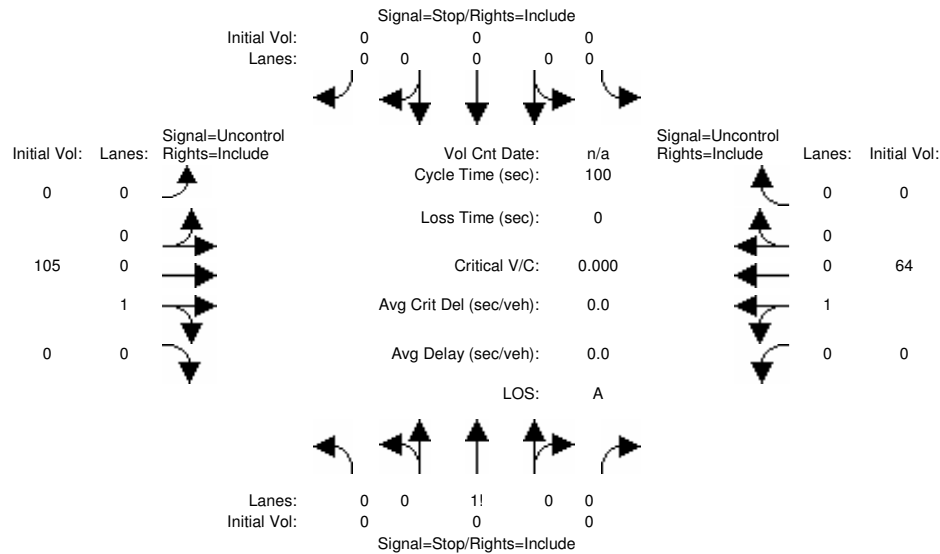 Signal=Stop/Rights=Include
Initial Vol: 0 0 0
Lanes: 0 0 0 0 0
Signal=Uncontrol Signal=Uncontrol
Initial Vol: Lanes: Rights=Include Vol Cnt Date: n/a Rights=Include Lanes: Initial Vol:
Cycle Time (sec): 100
0 0 0 0
Loss Time (sec): 0
0 0
105 0 Critical V/C: 0.000 0 64
1 Avg Crit Del (sec/veh): 0.0 1
0 0 Avg Delay (sec/veh): 0.0 0 0
LOS: A
Lanes: 0 0 1! 0 0
Initial Vol: 0 0 0
Signal=Stop/Rights=Include